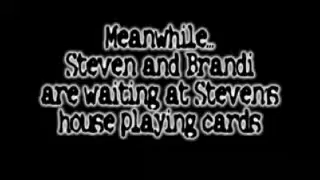 Meanwhile...
Steven and Brandi
are waiting at Stevens
house playing cards